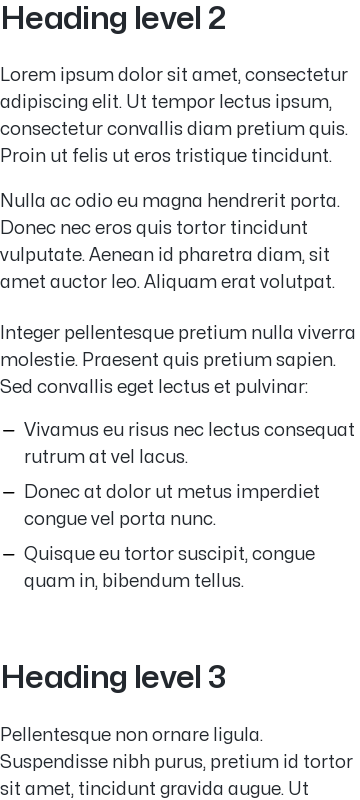 Heading level 2
Lorem ipsum dolor sit amet, consectetur
adipiscing elit. Ut tempor lectus ipsum,
consectetur convallis diam pretium quis.
Proin ut felis ut eros tristique tincidunt.
Nulla ac odio eu magna hendrerit porta.
Donec nec eros quis tortor tincidunt
vulputate. Aenean id pharetra diam, sit
amet auctor leo. Aliquam erat volutpat.
Integer pellentesque pretium nulla viverra
molestie. Praesent quis pretium sapien.
Sed convallis eget lectus et pulvinar:
— Vivamus eu risus nec lectus consequat
rutrum at vel lacus.
— Donec at dolor ut metus imperdiet
congue vel porta nunc.
— Quisque eu tortor suscipit, congue
quam in, bibendum tellus.
Heading level 3
Pellentesque non ornare ligula.
Suspendisse nibh purus, pretium id tortor
sit amet, tincidunt gravida augue. Ut